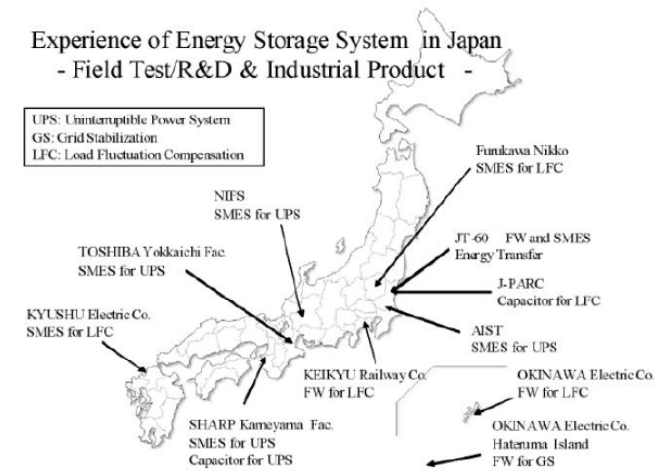 Experience of Energy Storage System in Japan
- Field Test/R&D & Industrial Product -
UPS: Uninterruptible Power System
GS: Grid Stabilization
LFC: Load Fluctuation Compensation
Furukawa Nikko
SMES for LFC
NIFS
SMES for UPS
JT-60 FW and SMES
Energy Transfer
TOSHIBA Yokkaichi Fac.
SMES for UPS
J-PARC
Capacitor for LFC
KYUSHU Electric Co.
SMES for LFC
AIST
SMES for UPS
KEIKYU Railway Co.
FW for LFC
OKINAWA Electric Co.
FW for LFC
SHARP Kameyama Fac.
SMES for UPS
Capacitor for UPS
OKINAWA Electric Co.
Hateruma Island
FW for GS